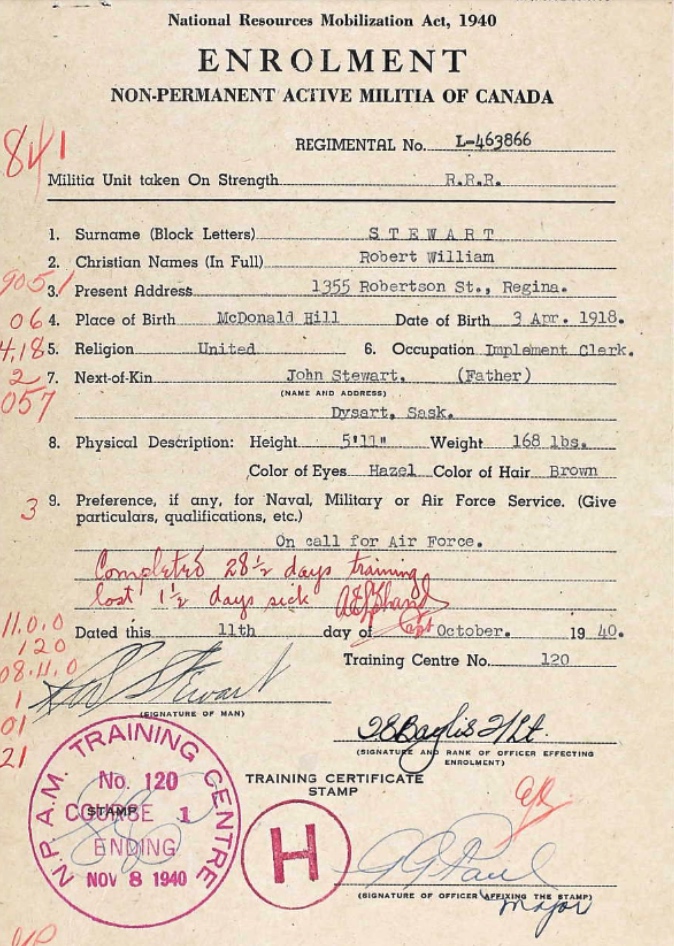 National Resources Mobilization Act, 1940
ENROLMENT
NON-PERMANENT ACTIVE MILITIA OF CANADA
841
REGIMENTAL No. L-463866
Militia Unit taken On Strength R.R.R.
1. Surname (Block Letters) STEWART
2. Christian Names (In Full) Robert William
9051
3. Present Address 1355 Robertson St., Regina.
06 4. Place of Birth McDonald Hill Date of Birth 3 Apr. 1918.
4.18 5. Religion United 6. Occupation Implement Clerk.
2 7. Next-of-Kin John Stewart. (Father)
(NAME AND ADDRESS)
057
Dysart, Sask.
8. Physical Description: Height 5'11" Weight 168 lbs.
Color of Eyes Hazel Color of Hair Brown
3 9. Preference, if any, for Naval, Military or Air Force Service. (Give
particulars, qualifications, etc.)
On call for Air Force.
Completed 28½ days training
lost 1½ days sick
Capt
11.0.0 Dated this 11th day of October. 1940.
120
Training Centre No. 120
08.11.0
Stewart
1
(SIGNATURE OF MAN)
01
Baylis 2/Lt.
(SIGNATURE AND RANK OF OFFICER EFFECTING
ENROLMENT)
21
N.P.A.M. TRAINING CENTRE
No. 120
COURSE 1
STAMP
ENDING
NOV 8 1940
TRAINING CERTIFICATE
STAMP
H
G G Paul
(SIGNATURE OF OFFICER AFFIXING THE STAMP)
Major